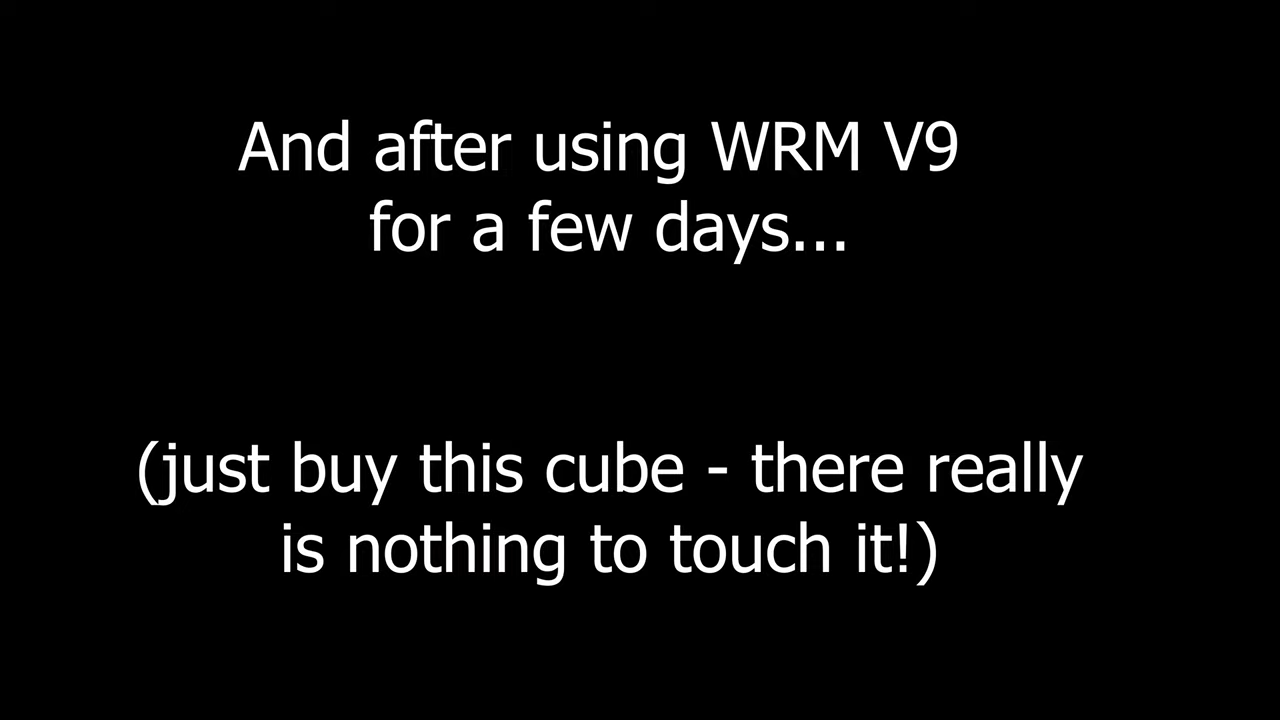 And after using WRM V9
for a few days...
(just buy this cube - there really
is nothing to touch it!)